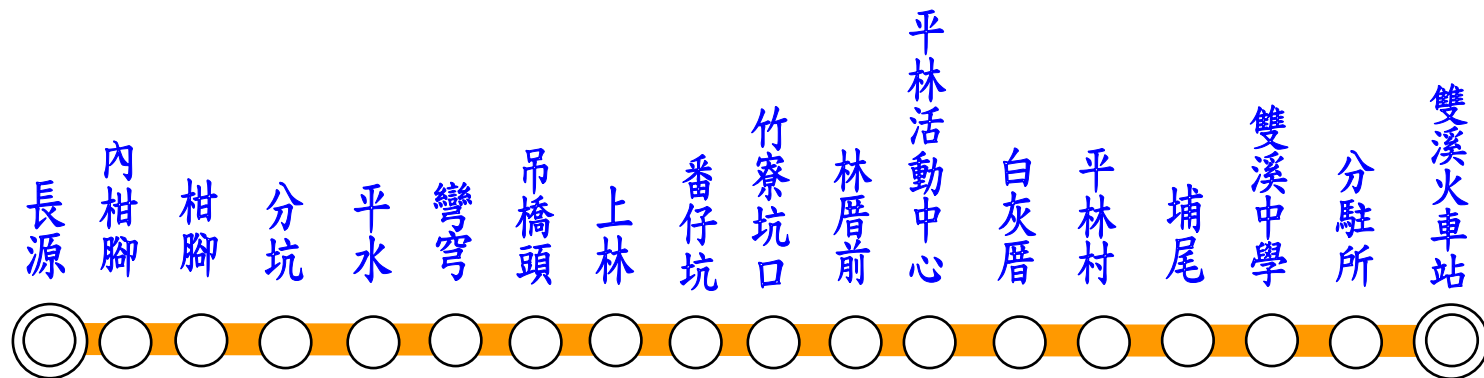 長源
內柑腳
柑腳
分坑
平水
彎穹
吊橋頭
上林
番仔坑
竹寮坑口
林厝前
平林活動中心
白灰厝
平林村
埔尾
雙溪中學
分駐所
雙溪火車站